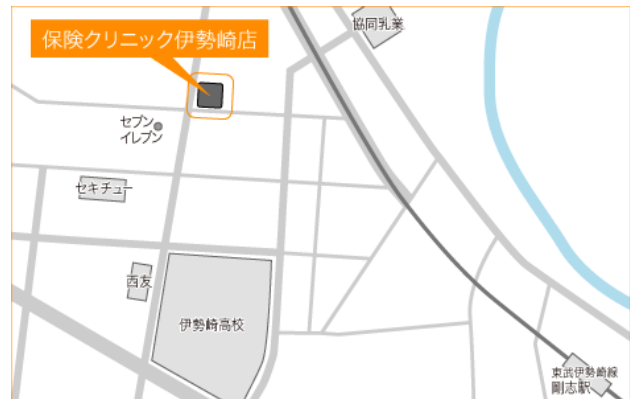 協同乳業
保険クリニック伊勢崎店
セブン
イレブン
セキチュー
西友
伊勢崎高校
東武伊勢崎線
剛志駅